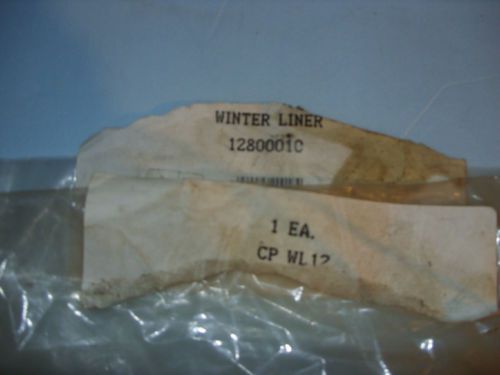 WINTER LINER
1280001C
1 EA.
CP WL12